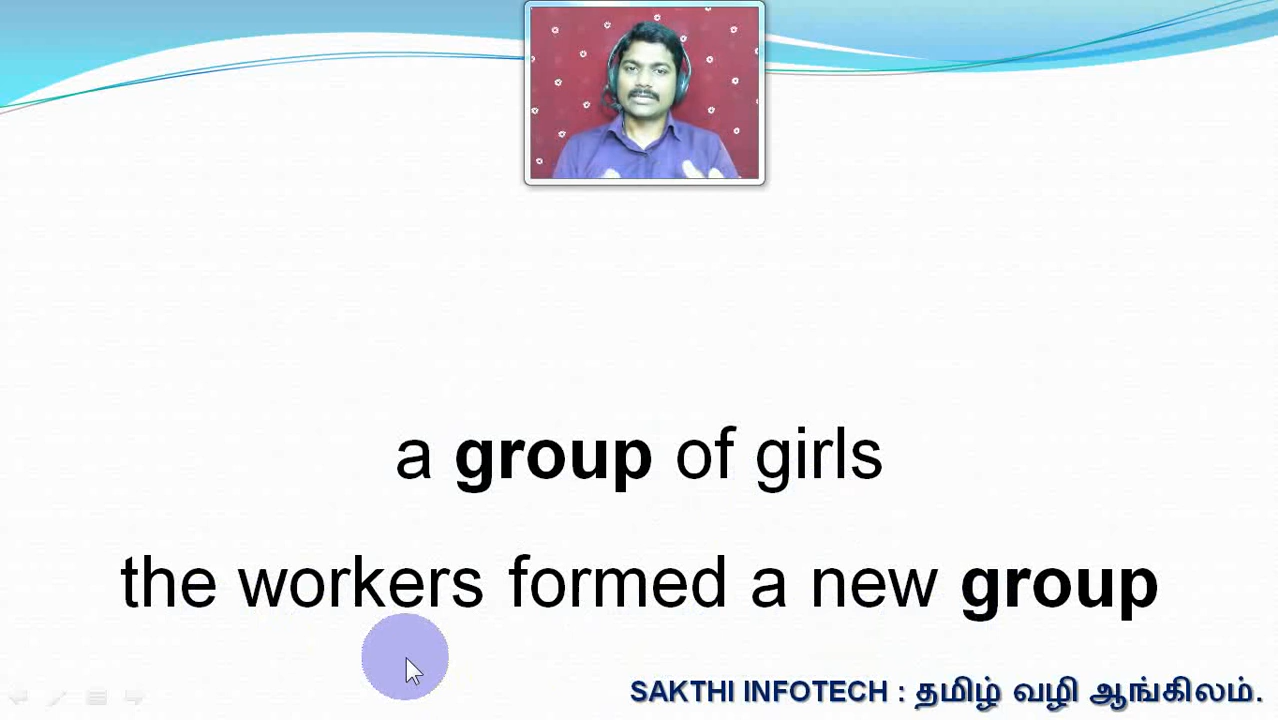 a group of girls
the workers formed a new group
SAKTHI INFOTECH : தமிழ் வழி ஆங்கிலம்.